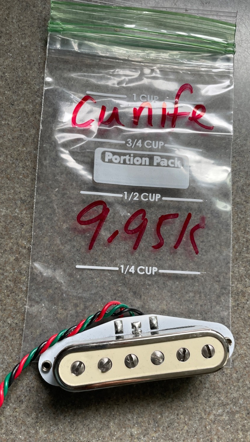 1 CUP
Cunife
3/4 CUP
Portion Pack
1/2 CUP
9.95K
1/4 CUP